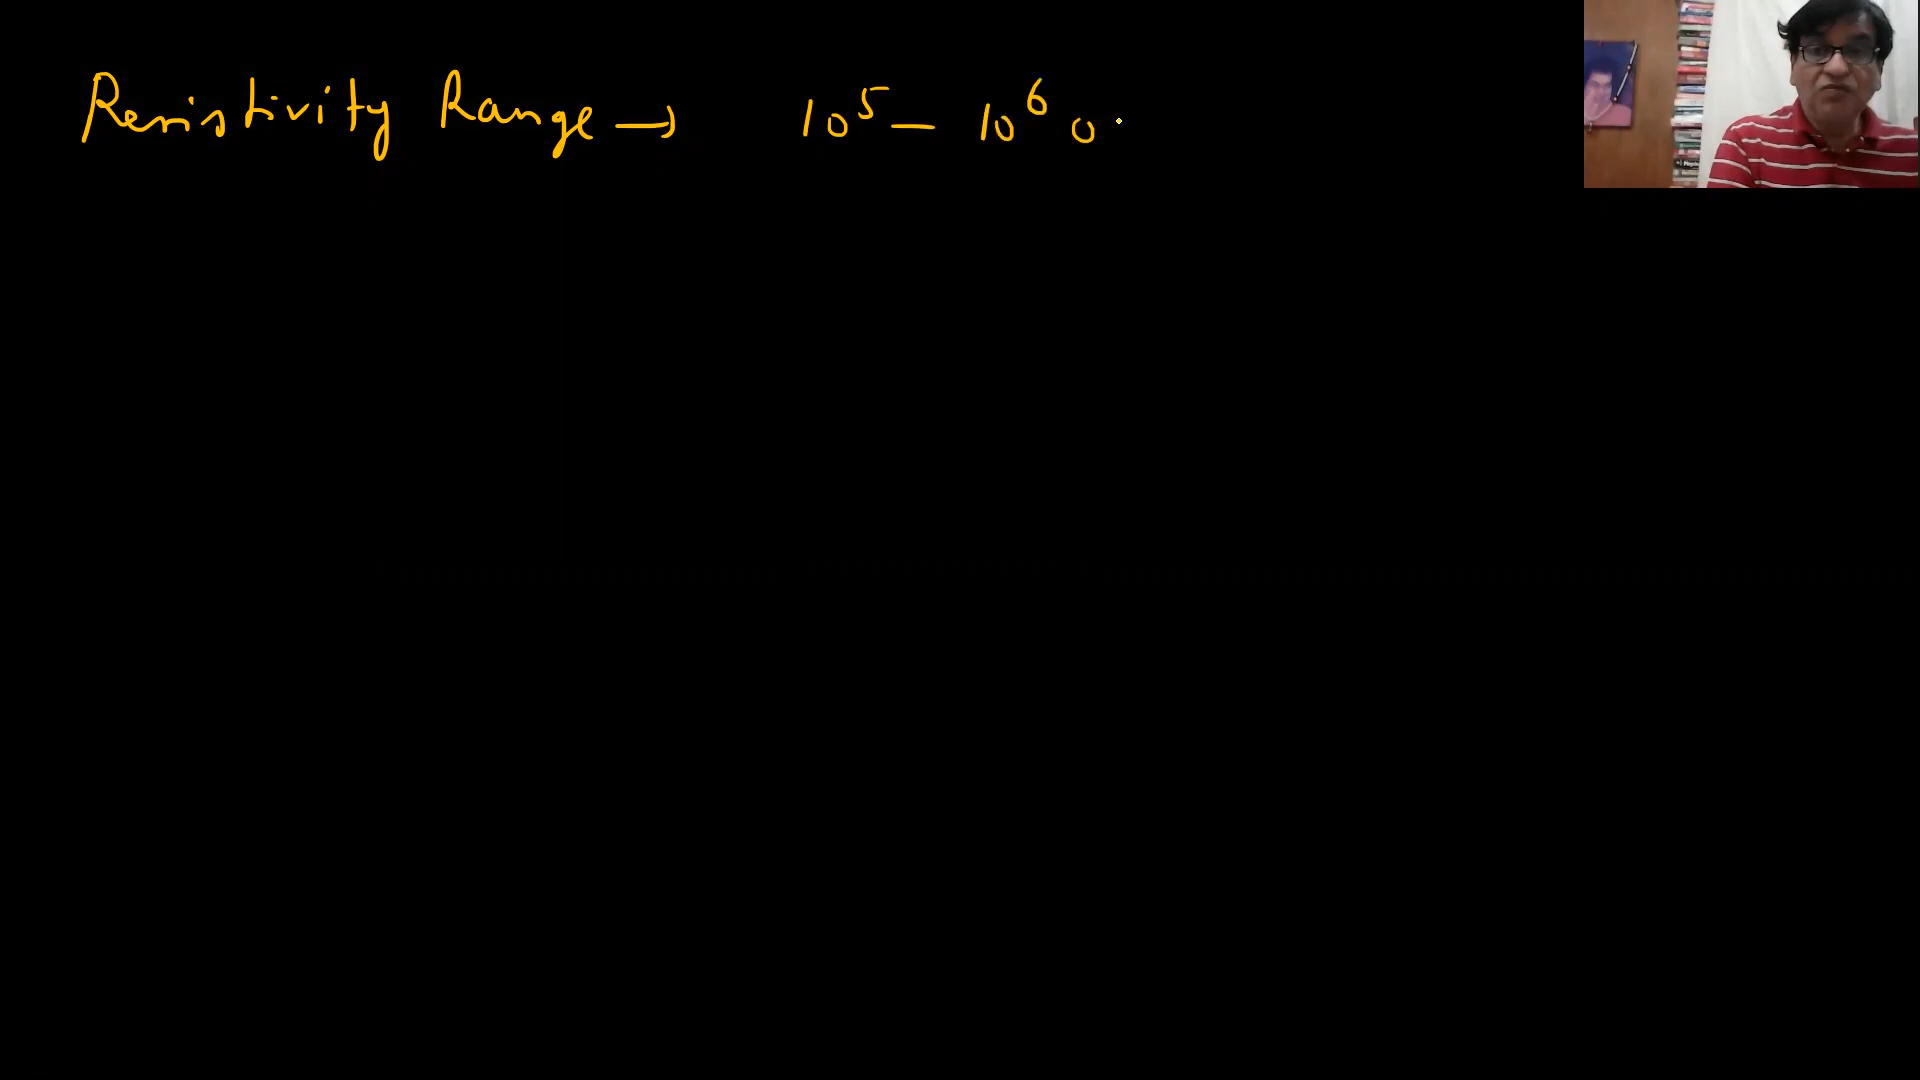 Resistivity Range → 10⁵ — 10⁶ o